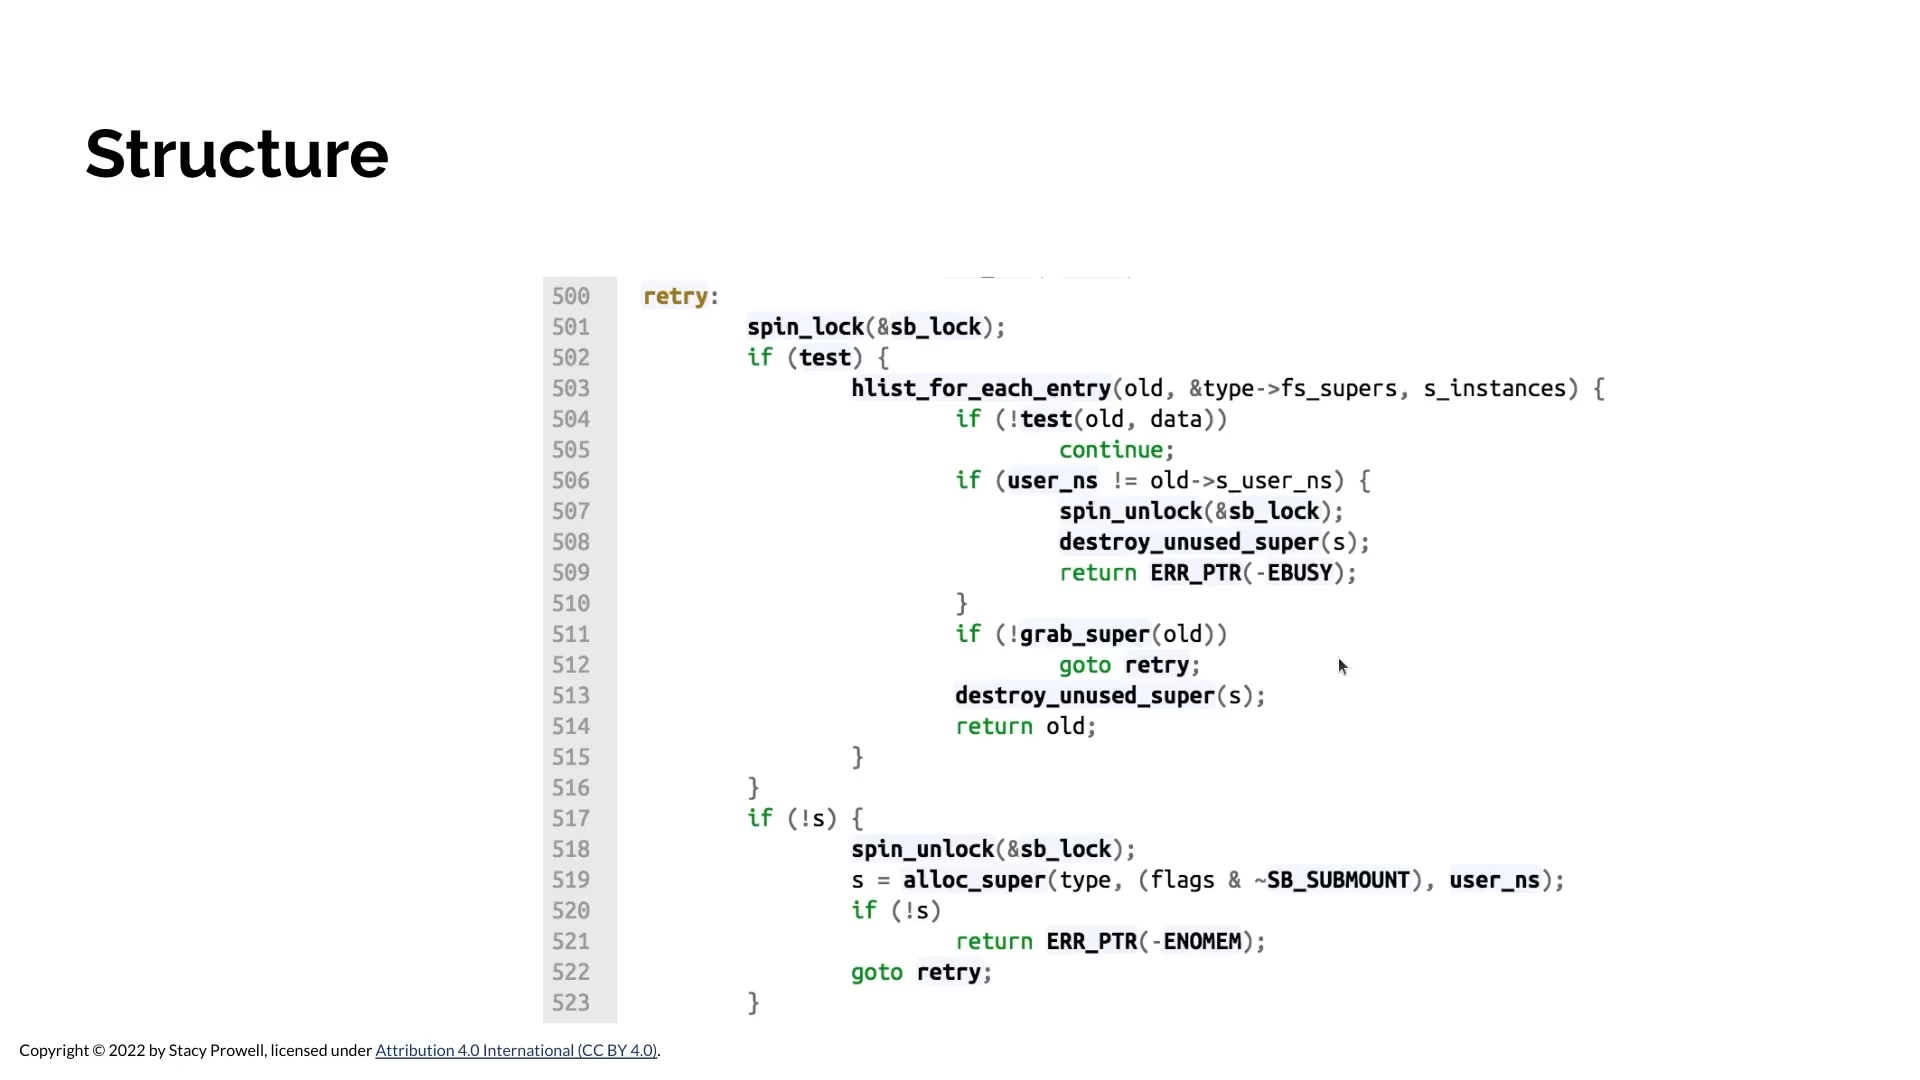 Structure
500 retry:
501 spin_lock(&sb_lock);
502 if (test) {
503 hlist_for_each_entry(old, &type->fs_supers, s_instances) {
504 if (!test(old, data))
505 continue;
506 if (user_ns != old->s_user_ns) {
507 spin_unlock(&sb_lock);
508 destroy_unused_super(s);
509 return ERR_PTR(-EBUSY);
510 }
511 if (!grab_super(old))
512 goto retry;
513 destroy_unused_super(s);
514 return old;
515 }
516 }
517 if (!s) {
518 spin_unlock(&sb_lock);
519 s = alloc_super(type, (flags & ~SB_SUBMOUNT), user_ns);
520 if (!s)
521 return ERR_PTR(-ENOMEM);
522 goto retry;
523 }
Copyright © 2022 by Stacy Prowell, licensed under Attribution 4.0 International (CC BY 4.0).